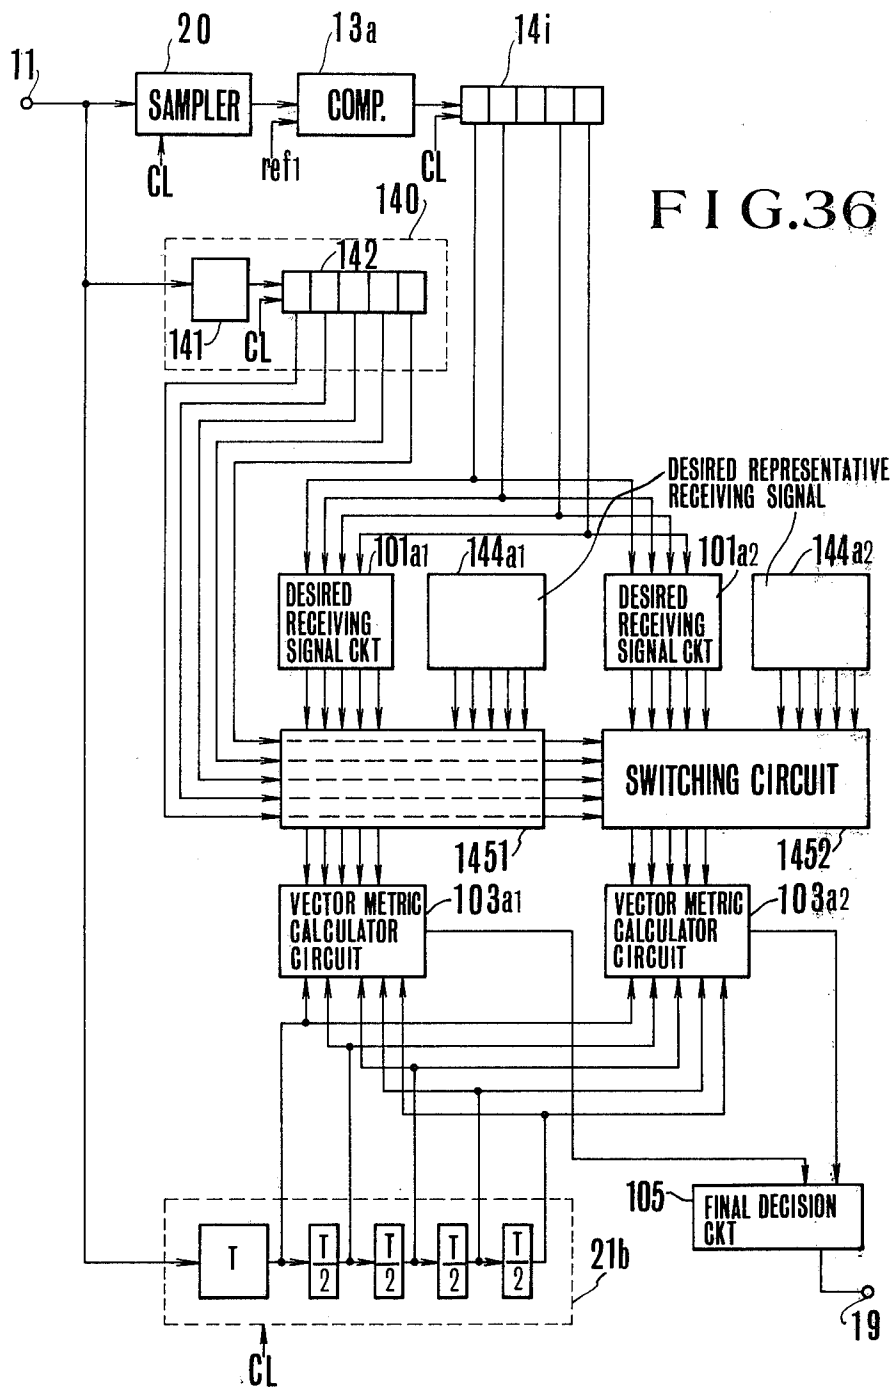 20
13a
14i
11
SAMPLER
COMP.
CL
ref1
CL
FIG.36
140
142
141
CL
DESIRED REPRESENTATIVE
RECEIVING SIGNAL
101a1
144a1
101a2
144a2
DESIRED
RECEIVING
SIGNAL CKT
DESIRED
RECEIVING
SIGNAL CKT
SWITCHING CIRCUIT
1451
1452
VECTOR METRIC
CALCULATOR
CIRCUIT
103a1
VECTOR METRIC
CALCULATOR
CIRCUIT
103a2
105
FINAL DECISION
CKT
T
T
2
T
2
T
2
T
2
21b
19
CL